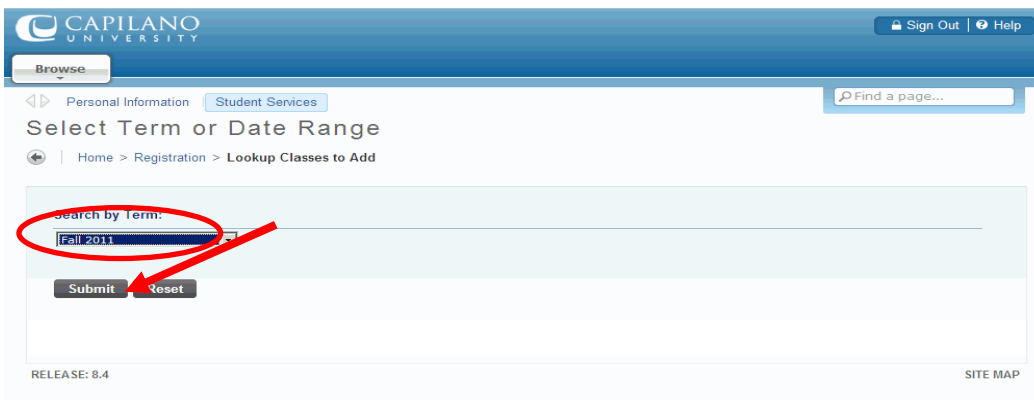 CAPILANO
UNIVERSITY
Sign Out | Help
Browse
Personal Information Student Services
Find a page...
Select Term or Date Range
Home > Registration > Lookup Classes to Add
Search by Term:
Fall 2011
Submit Reset
RELEASE: 8.4 SITE MAP